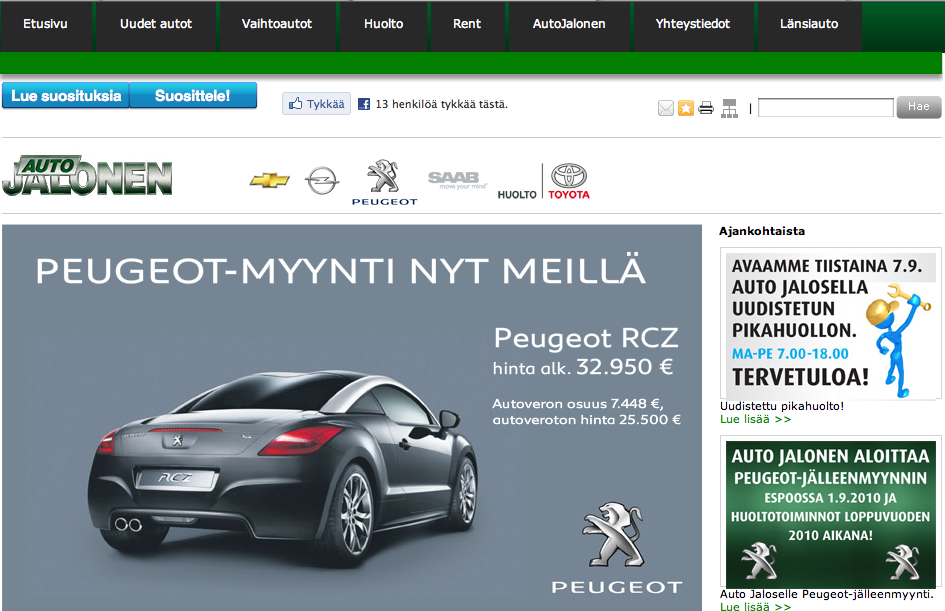 Etusivu
Uudet autot
Vaihtoautot
Huolto
Rent
AutoJalonen
Yhteystiedot
Länsiauto
Lue suosituksia
Suosittele!
Tykkää
13 henkilöä tykkää tästä.
Hae
AUTO
JALONEN
PEUGEOT
SAAB
move your mind™
HUOLTO
TOYOTA
PEUGEOT-MYYNTI NYT MEILLÄ
Peugeot RCZ
hinta alk. 32.950 €
Autoveron osuus 7.448 €,
autoveroton hinta 25.500 €
RCZ
PEUGEOT
Ajankohtaista
AVAAMME TIISTAINA 7.9.
AUTO JALOSELLA
UUDISTETUN
PIKAHUOLLON.
MA-PE 7.00-18.00
TERVETULOA!
Uudistettu pikahuolto!
Lue lisää >>
AUTO JALONEN ALOITTAA
PEUGEOT-JÄLLEENMYYNNIN
ESPOOSSA 1.9.2010 JA
HUOLTOTOIMINNOT LOPPUVUODEN
2010 AIKANA!
Auto Jaloselle Peugeot-jälleenmyynti.
Lue lisää >>